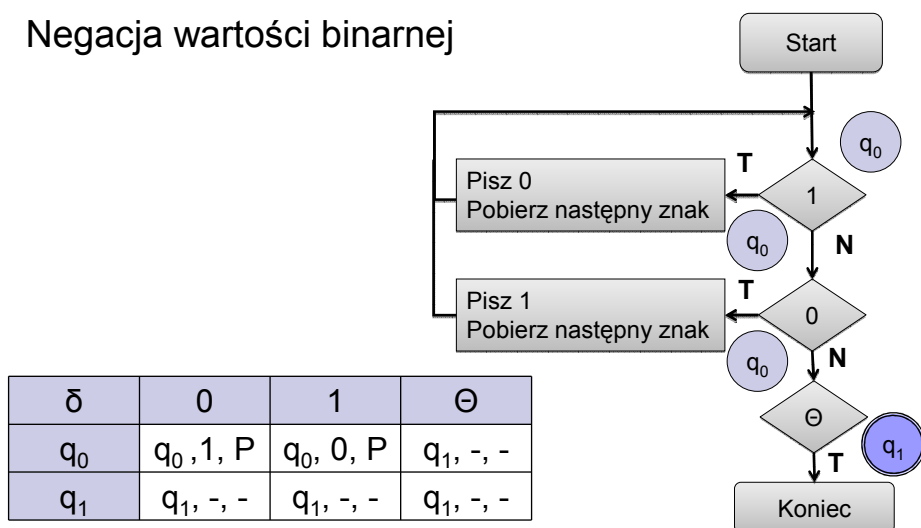 Negacja wartości binarnej
Start
q0
T
1
Pisz 0
Pobierz następny znak
q0
N
T
0
Pisz 1
Pobierz następny znak
q0
N
Θ
q1
T
Koniec
δ 0 1 Θ
q0 q0 ,1, P q0, 0, P q1, -, -
q1 q1, -, - q1, -, - q1, -, -